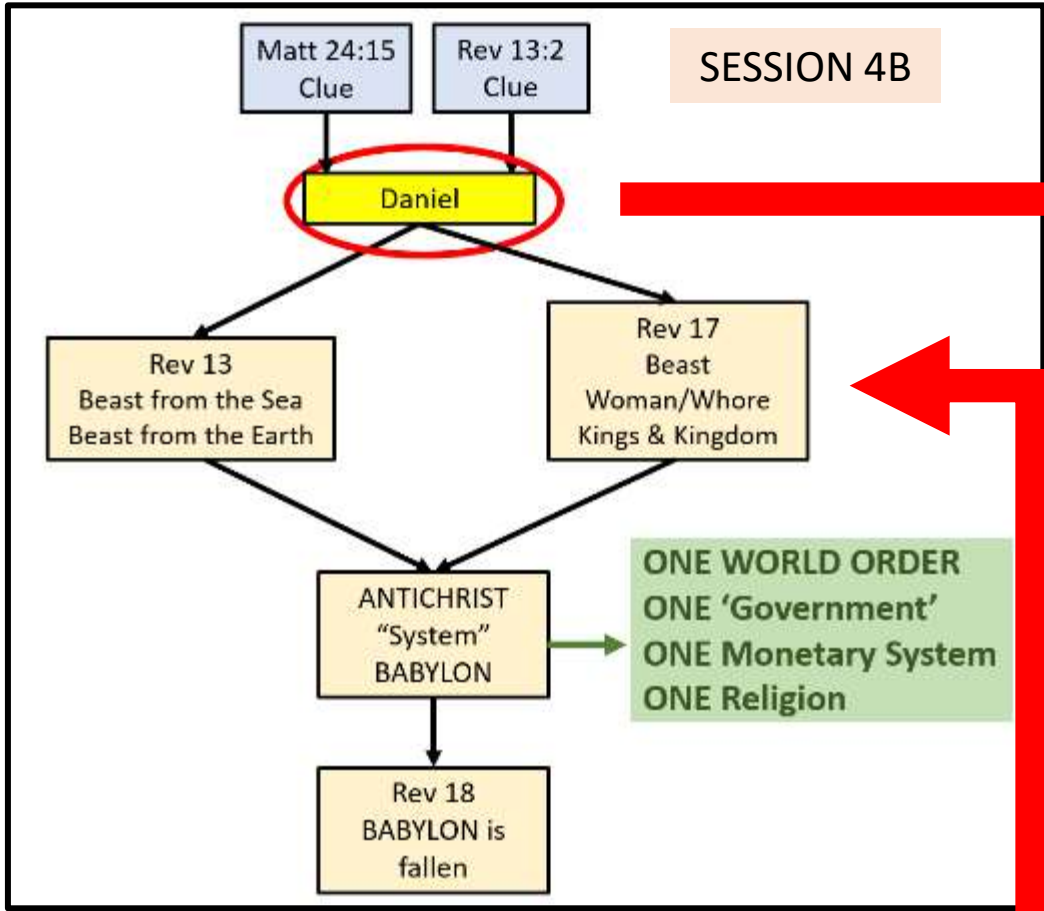 Matt 24:15
Clue
Rev 13:2
Clue
SESSION 4B
Daniel
Rev 13
Beast from the Sea
Beast from the Earth
Rev 17
Beast
Woman/Whore
Kings & Kingdom
ANTICHRIST
“System”
BABYLON
ONE WORLD ORDER
ONE ‘Government’
ONE Monetary System
ONE Religion
Rev 18
BABYLON is
fallen